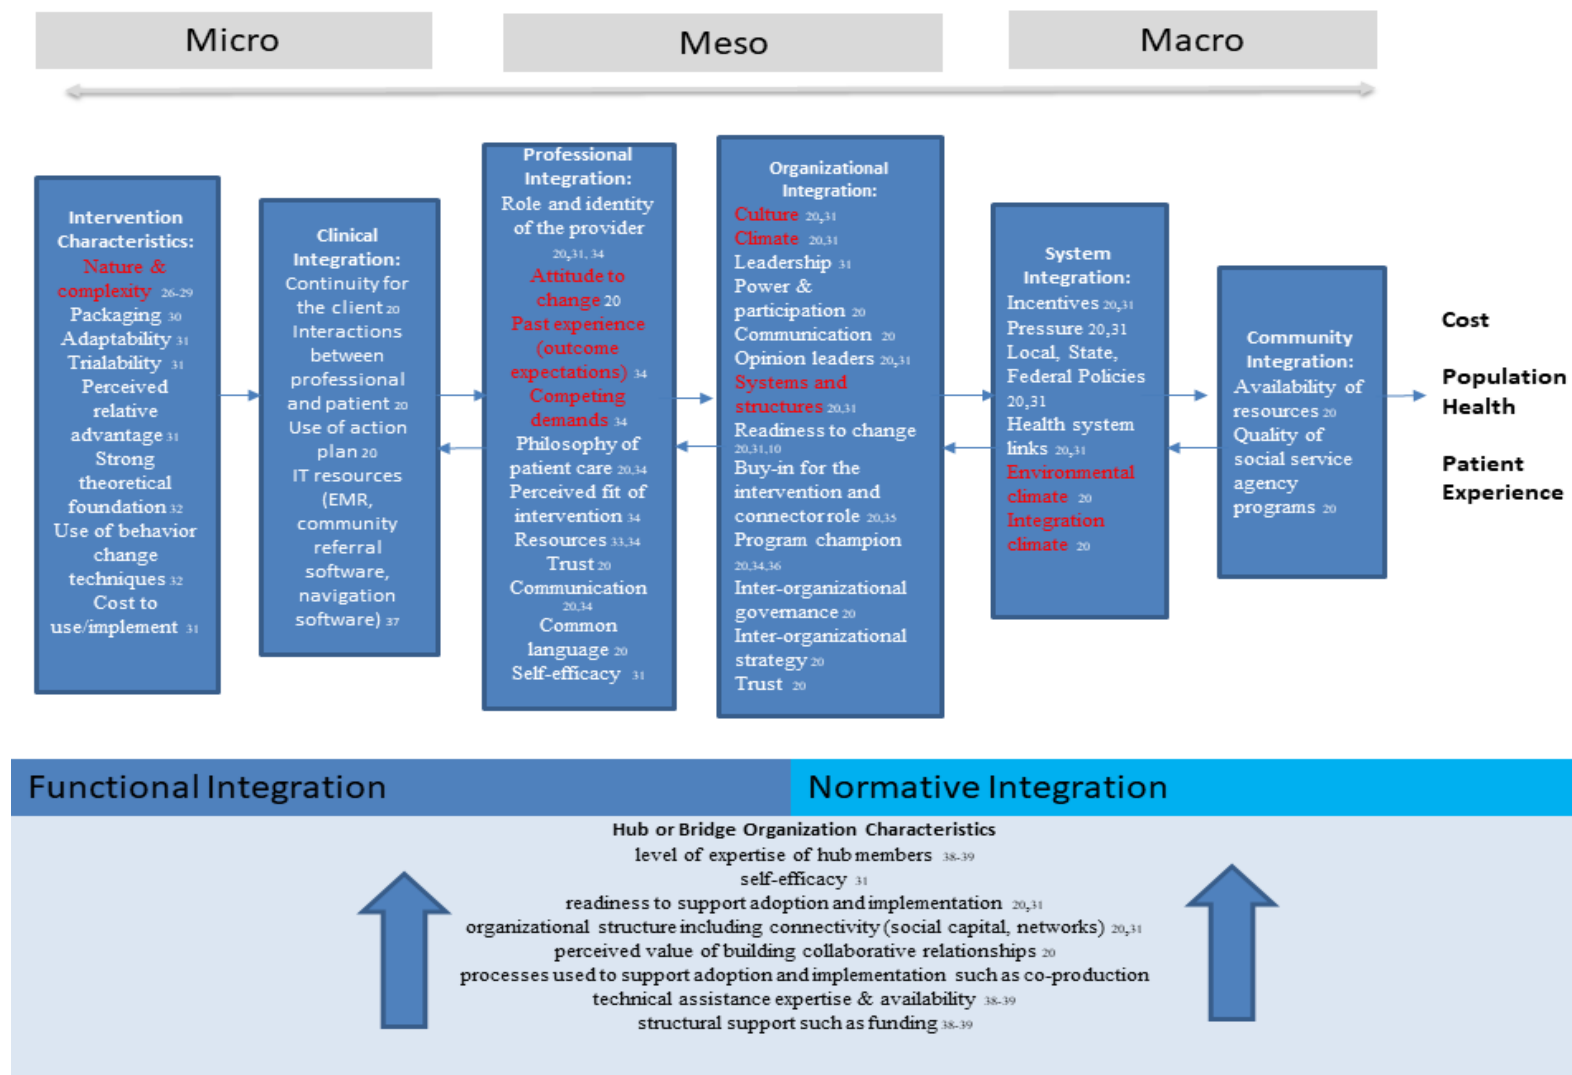 Micro
Meso
Macro
Intervention
Characteristics:
Nature &
complexity 26-29
Packaging 30
Adaptability 31
Trialability 31
Perceived
relative
advantage 31
Strong
theoretical
foundation 32
Use of behavior
change
techniques 32
Cost to
use/implement 31
Clinical
Integration:
Continuity for
the client 20
Interactions
between
professional
and patient 20
Use of action
plan 20
IT resources
(EMR,
community
referral
software,
navigation
software) 37
Professional
Integration:
Role and identity
of the provider
20,31, 34
Attitude to
change 20
Past experience
(outcome
expectations) 34
Competing
demands 34
Philosophy of
patient care 20,34
Perceived fit of
intervention 34
Resources 33,34
Trust 20
Communication
20,34
Common
language 20
Self-efficacy 31
Organizational
Integration:
Culture 20,31
Climate 20,31
Leadership 31
Power &
participation 20
Communication 20
Opinion leaders 20,31
Systems and
structures 20,31
Readiness to change
20,31,10
Buy-in for the
intervention and
connector role 20,35
Program champion
20,34,36
Inter-organizational
governance 20
Inter-organizational
strategy 20
Trust 20
System
Integration:
Incentives 20,31
Pressure 20,31
Local, State,
Federal Policies
20,31
Health system
links 20,31
Environmental
climate 20
Integration
climate 20
Community
Integration:
Availability of
resources 20
Quality of
social service
agency
programs 20
Cost
Population
Health
Patient
Experience
Functional Integration
Normative Integration
Hub or Bridge Organization Characteristics
level of expertise of hub members 38-39
self-efficacy 31
readiness to support adoption and implementation 20,31
organizational structure including connectivity (social capital, networks) 20,31
perceived value of building collaborative relationships 20
processes used to support adoption and implementation such as co-production
technical assistance expertise & availability 38-39
structural support such as funding 38-39